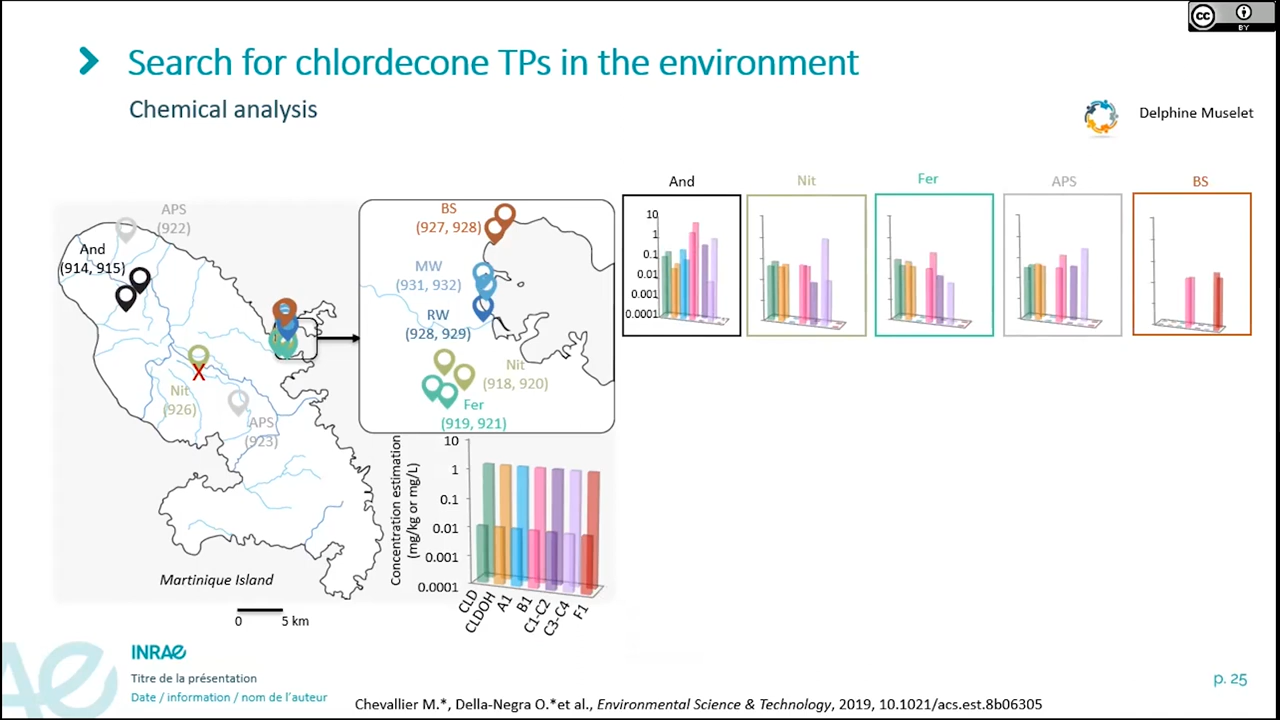 cc
BY
Search for chlordecone TPs in the environment
Chemical analysis
Delphine Muselet
And
Nit
Fer
APS
BS
10
1
0.1
0.01
0.001
0.0001
APS
(922)
And
(914, 915)
Nit
(926)
APS
(923)
BS
(927, 928)
MW
(931, 932)
RW
(928, 929)
Nit
(918, 920)
Fer
(919, 921)
X
Martinique Island
0 5 km
Concentration estimation
(mg/kg or mg/L)
10
1
0.1
0.01
0.001
0.0001
CLD
CLDOH
A1
B1
C1-C2
C3-C4
F1
INRAE
Titre de la présentation
Date / information / nom de l'auteur
p. 25
Chevallier M.*, Della-Negra O.*et al., Environmental Science & Technology, 2019, 10.1021/acs.est.8b06305